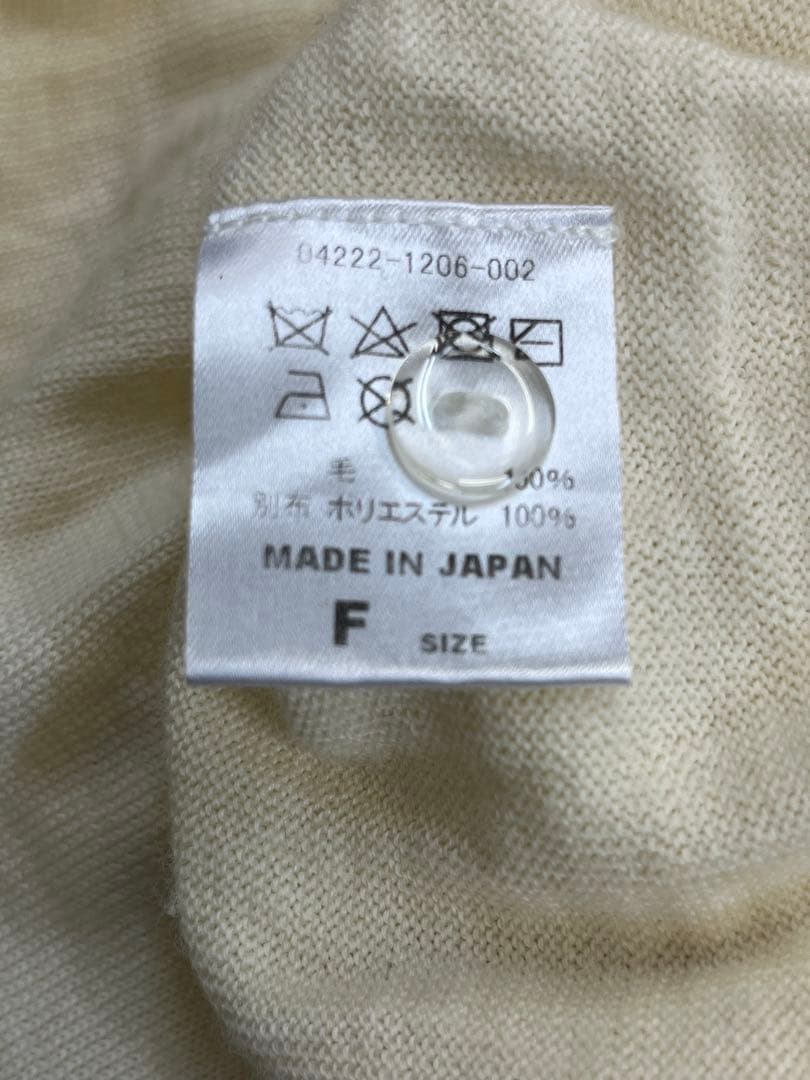 04222-1206-002
毛 100%
別布 ポリエステル 100%
MADE IN JAPAN
F SIZE